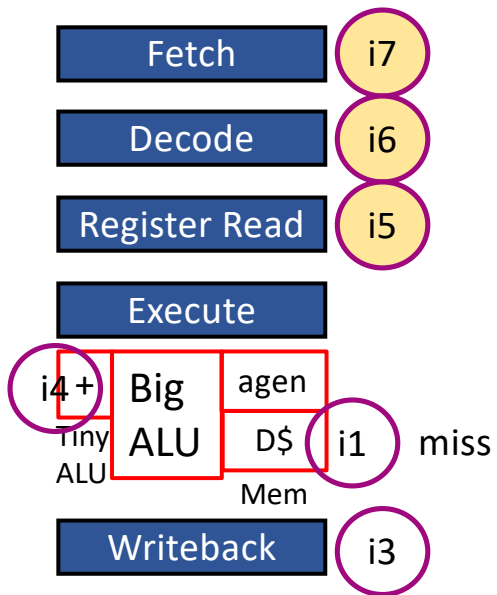 Fetch i7
Decode i6
Register Read i5
Execute
i4 + Big agen
Tiny ALU D$ i1 miss
ALU
Mem
Writeback i3